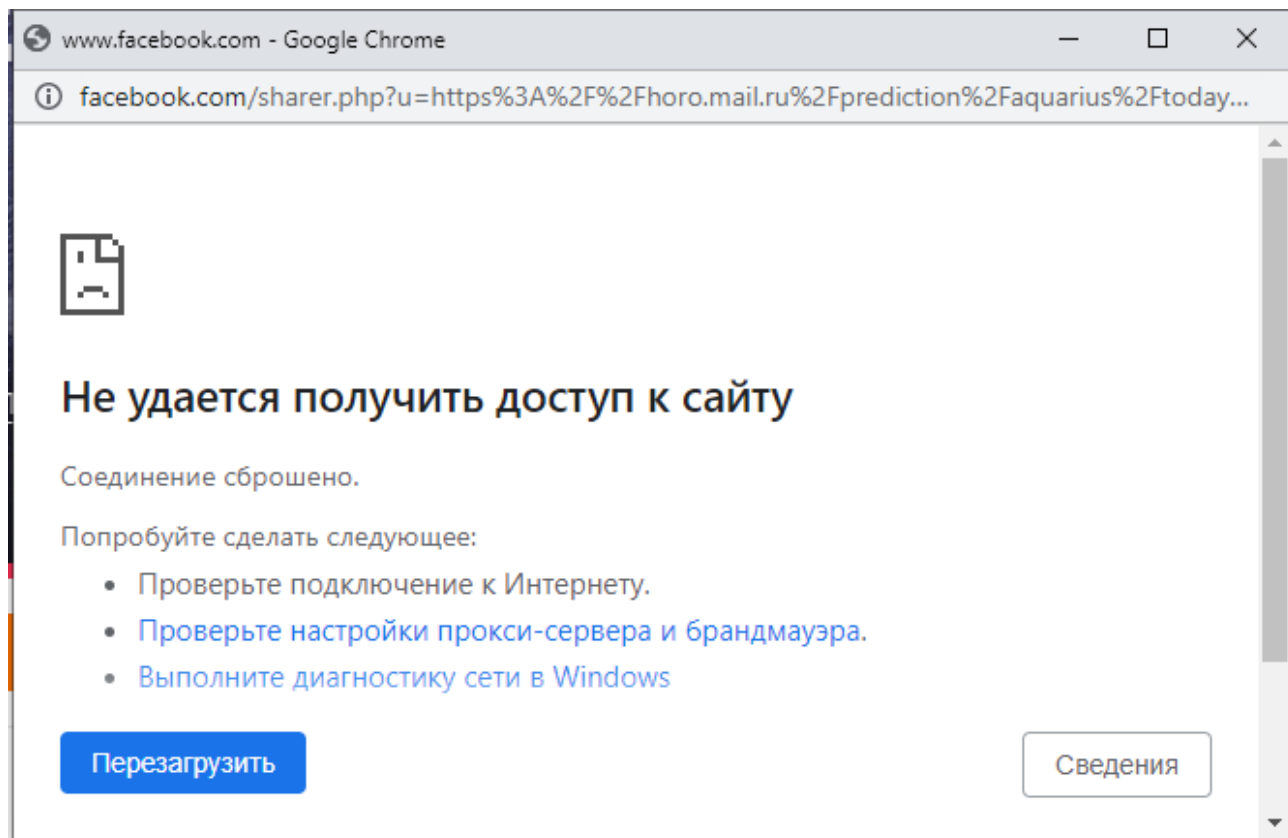 www.facebook.com - Google Chrome
facebook.com/sharer.php?u=https%3A%2F%2Fhoro.mail.ru%2Fprediction%2Faquarius%2Ftoday...
Не удается получить доступ к сайту
Соединение сброшено.
Попробуйте сделать следующее:
• Проверьте подключение к Интернету.
• Проверьте настройки прокси-сервера и брандмауэра.
• Выполните диагностику сети в Windows
Перезагрузить Сведения